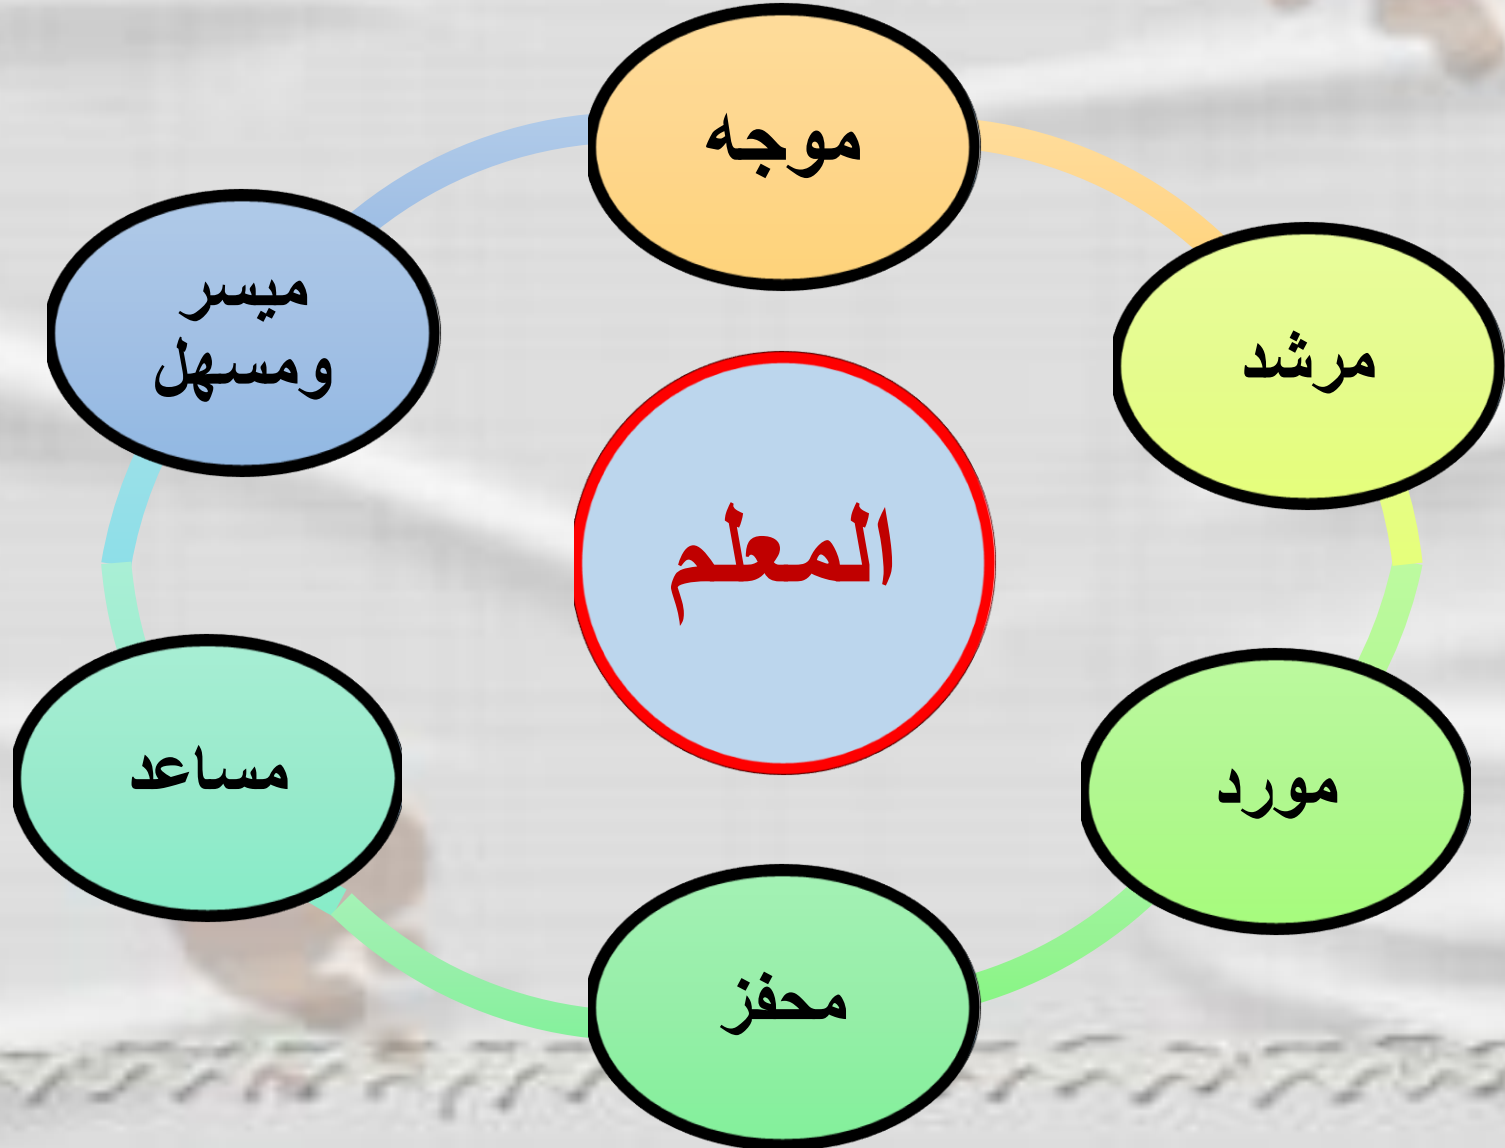 موجه
مرشد
مورد
محفز
مساعد
ميسر
ومسهل
المعلم